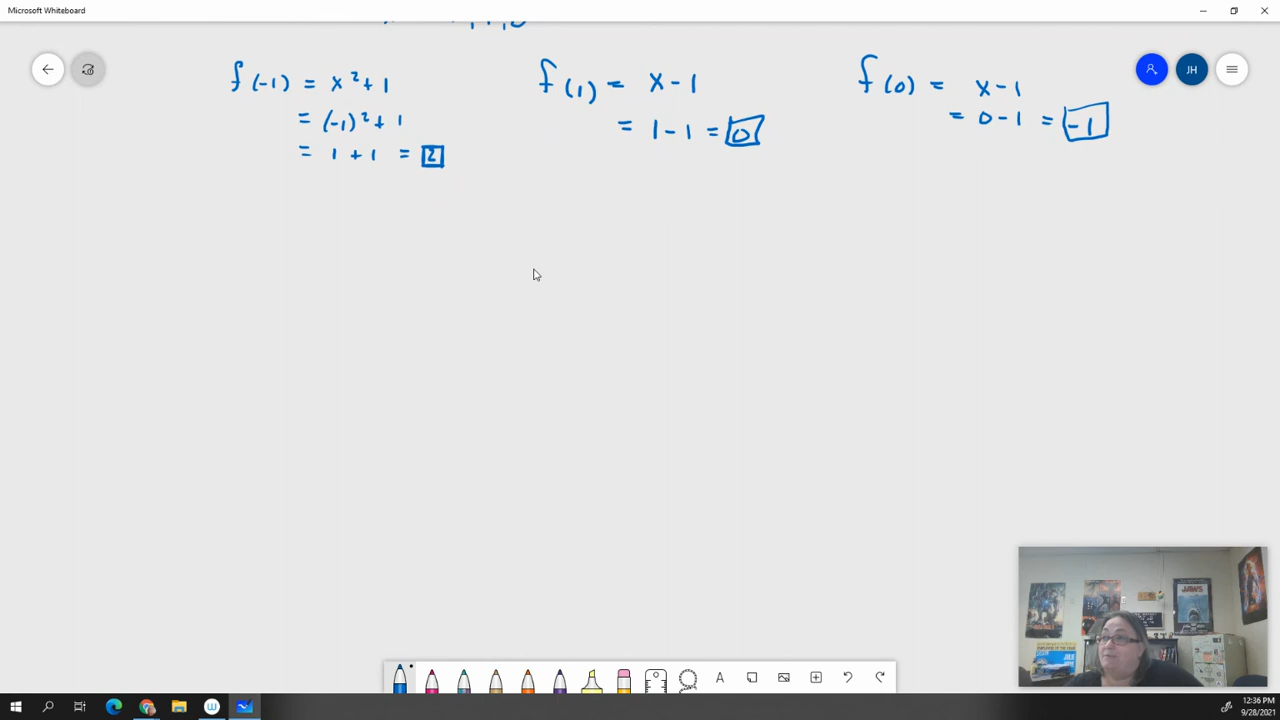 Microsoft Whiteboard
f(-1) = x²+1
= (-1)²+1
= 1+1 = 2
f(1) = x-1
= 1-1 = 0
f(0) = x-1
= 0-1 = -1
JH
JAWS
A
12:36 PM
9/28/2021